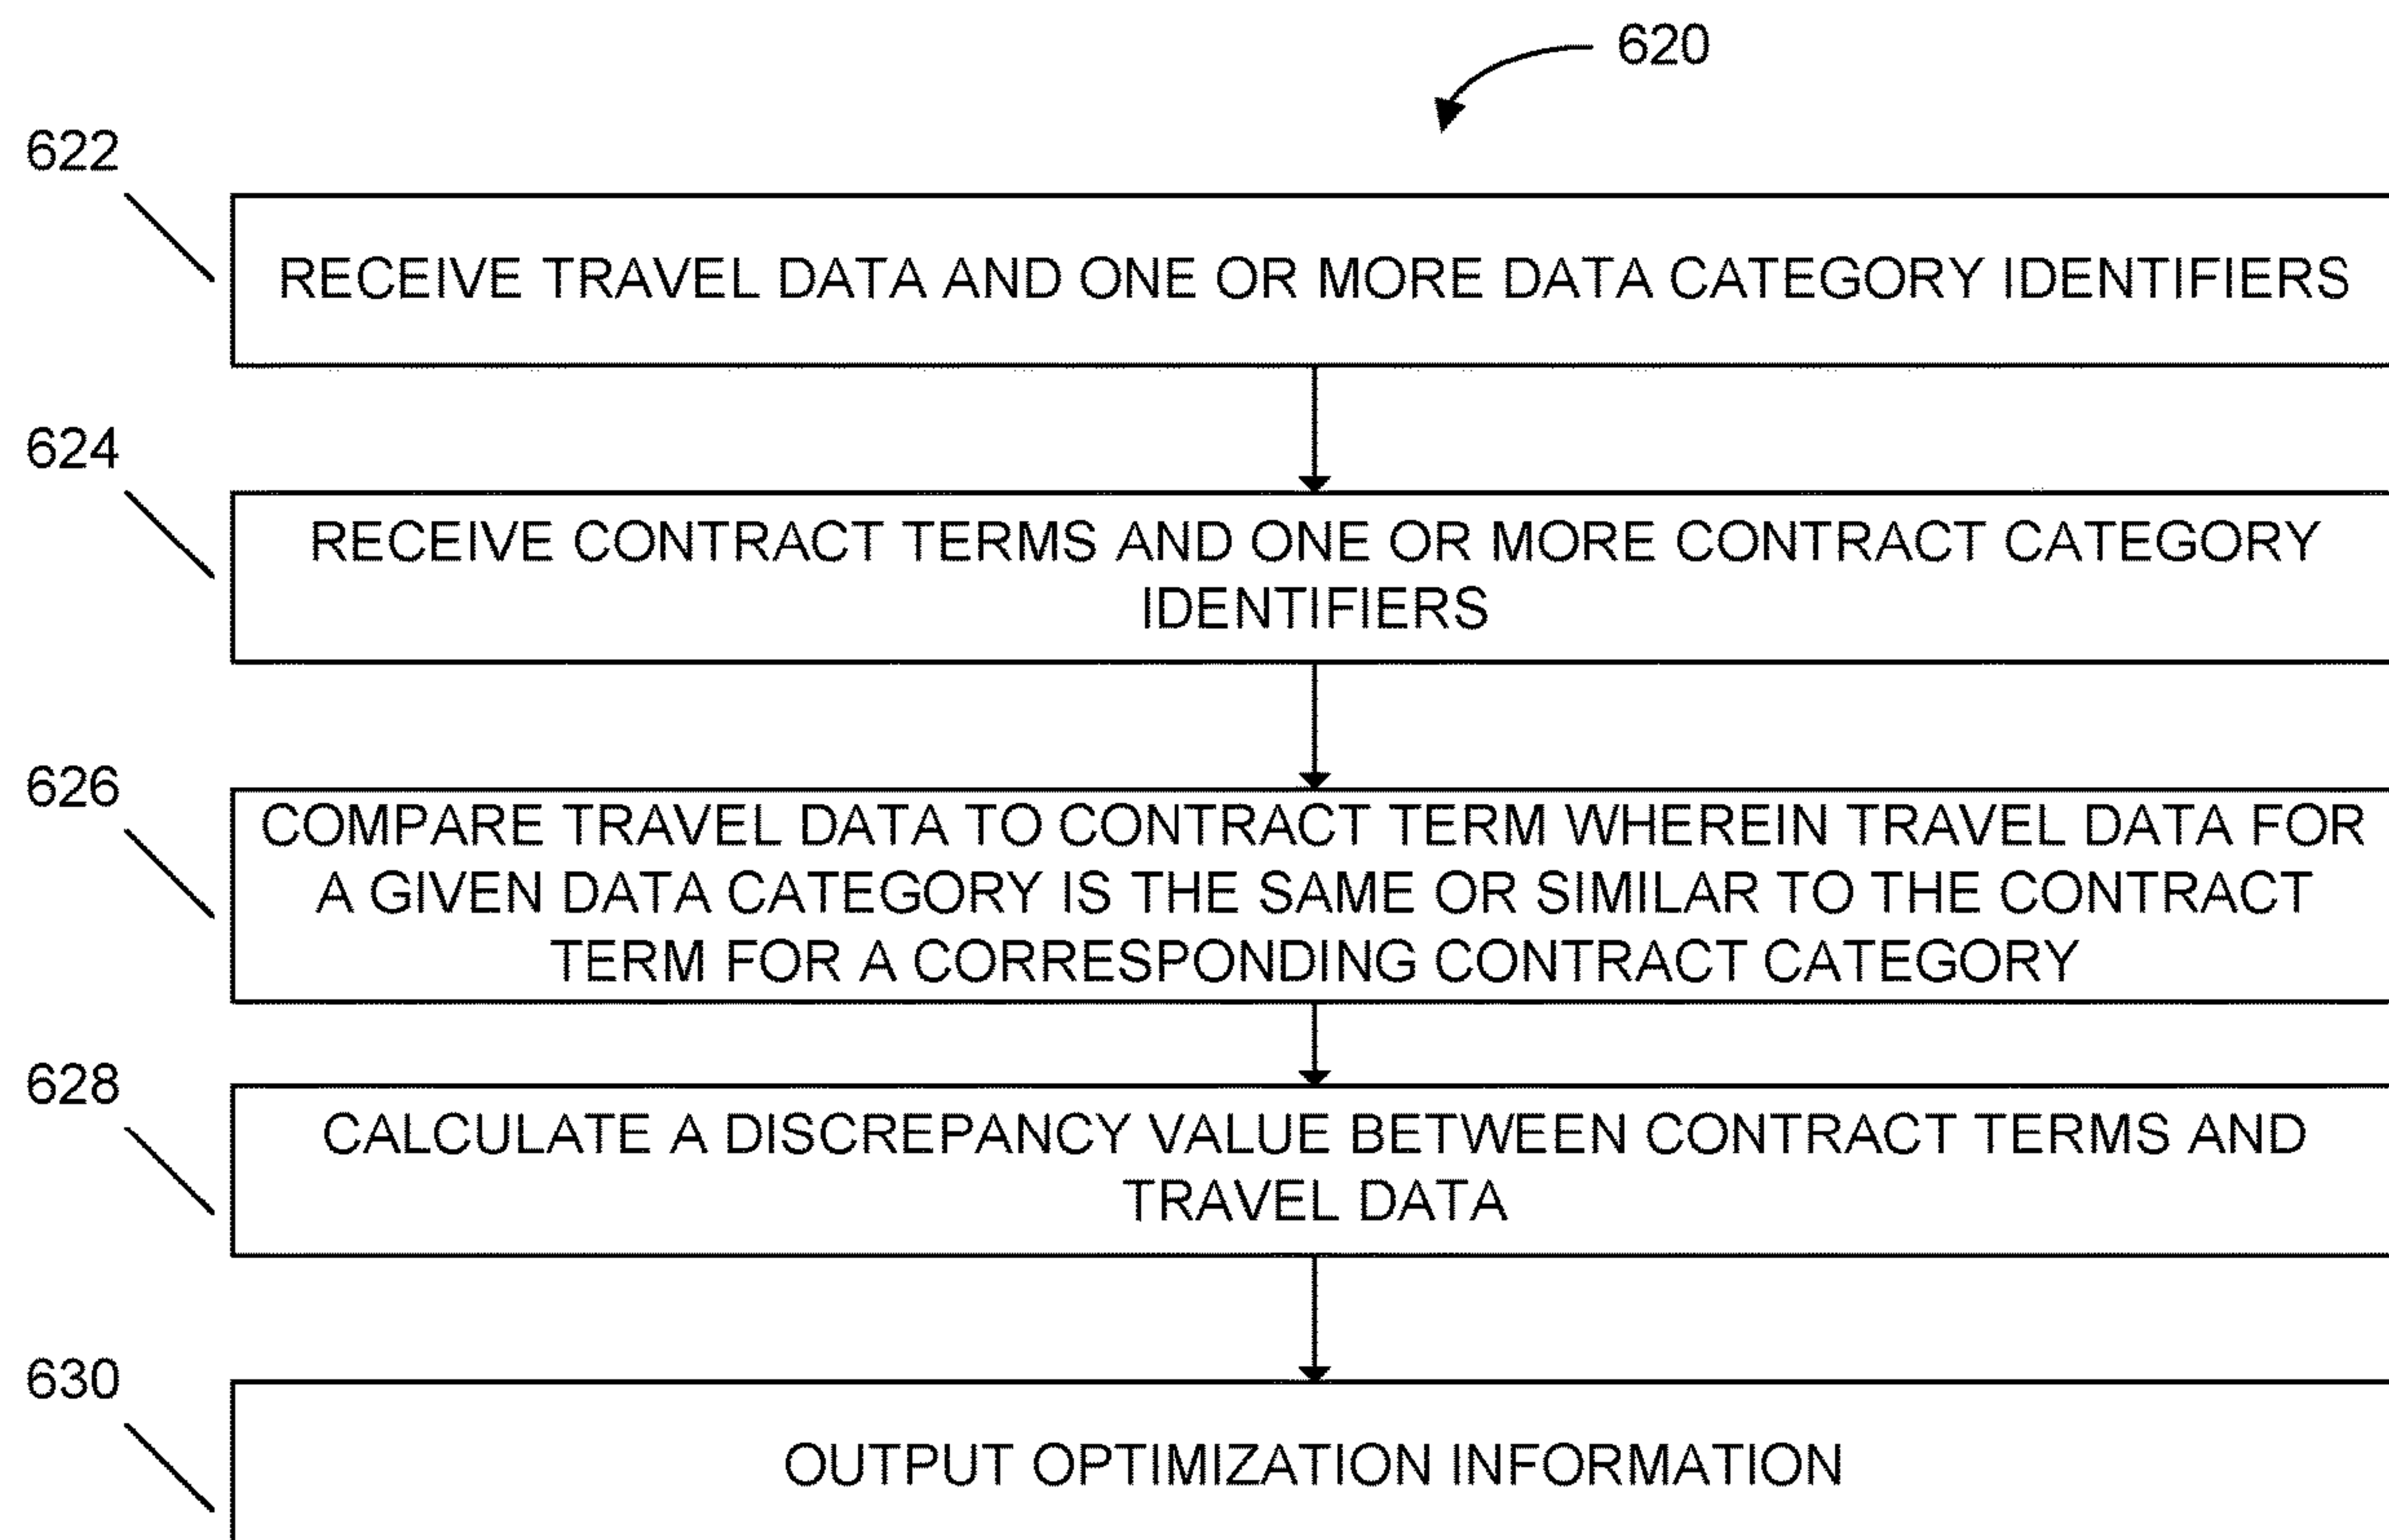 620
622
RECEIVE TRAVEL DATA AND ONE OR MORE DATA CATEGORY IDENTIFIERS
624
RECEIVE CONTRACT TERMS AND ONE OR MORE CONTRACT CATEGORY
IDENTIFIERS
626
COMPARE TRAVEL DATA TO CONTRACT TERM WHEREIN TRAVEL DATA FOR
A GIVEN DATA CATEGORY IS THE SAME OR SIMILAR TO THE CONTRACT
TERM FOR A CORRESPONDING CONTRACT CATEGORY
628
CALCULATE A DISCREPANCY VALUE BETWEEN CONTRACT TERMS AND
TRAVEL DATA
630
OUTPUT OPTIMIZATION INFORMATION